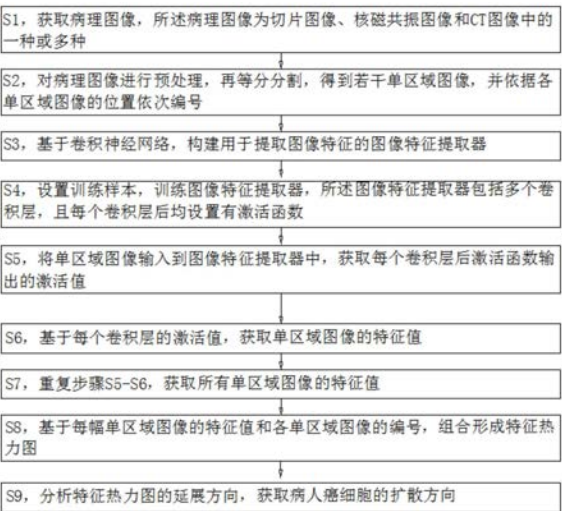 S1，获取病理图像，所述病理图像为切片图像、核磁共振图像和CT图像中的
一种或多种
S2，对病理图像进行预处理，再等分分割，得到若干单区域图像，并依据各
单区域图像的位置依次编号
S3，基于卷积神经网络，构建用于提取图像特征的图像特征提取器
S4，设置训练样本，训练图像特征提取器，所述图像特征提取器包括多个卷
积层，且每个卷积层后均设置有激活函数
S5，将单区域图像输入到图像特征提取器中，获取每个卷积层后激活函数输
出的激活值
S6，基于每个卷积层的激活值，获取单区域图像的特征值
S7，重复步骤S5-S6，获取所有单区域图像的特征值
S8，基于每幅单区域图像的特征值和各单区域图像的编号，组合形成特征热
力图
S9，分析特征热力图的延展方向，获取病人癌细胞的扩散方向